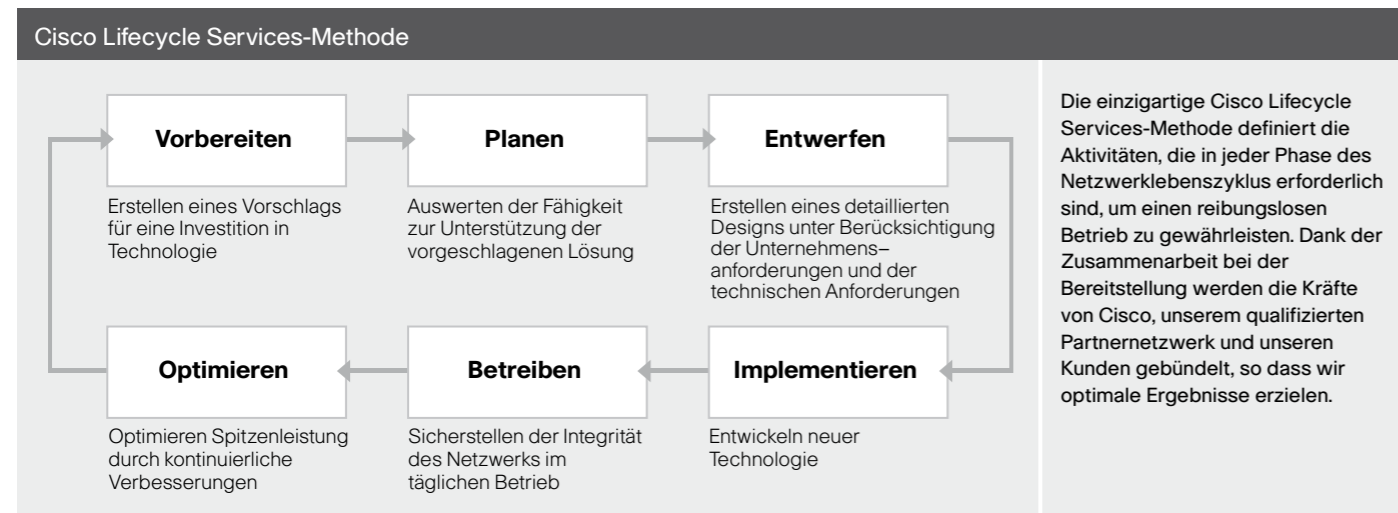 Cisco Lifecycle Services-Methode
Vorbereiten
Erstellen eines Vorschlags
für eine Investition in
Technologie
Planen
Auswerten der Fähigkeit
zur Unterstützung der
vorgeschlagenen Lösung
Entwerfen
Erstellen eines detaillierten
Designs unter Berücksichtigung
der Unternehmens–
anforderungen und der
technischen Anforderungen
Implementieren
Entwickeln neuer
Technologie
Betreiben
Sicherstellen der Integrität
des Netzwerks im
täglichen Betrieb
Optimieren
Optimieren Spitzenleistung
durch kontinuierliche
Verbesserungen
Die einzigartige Cisco Lifecycle
Services-Methode definiert die
Aktivitäten, die in jeder Phase des
Netzwerklebenszyklus erforderlich
sind, um einen reibungslosen
Betrieb zu gewährleisten. Dank der
Zusammenarbeit bei der
Bereitstellung werden die Kräfte
von Cisco, unserem qualifizierten
Partnernetzwerk und unseren
Kunden gebündelt, so dass wir
optimale Ergebnisse erzielen.